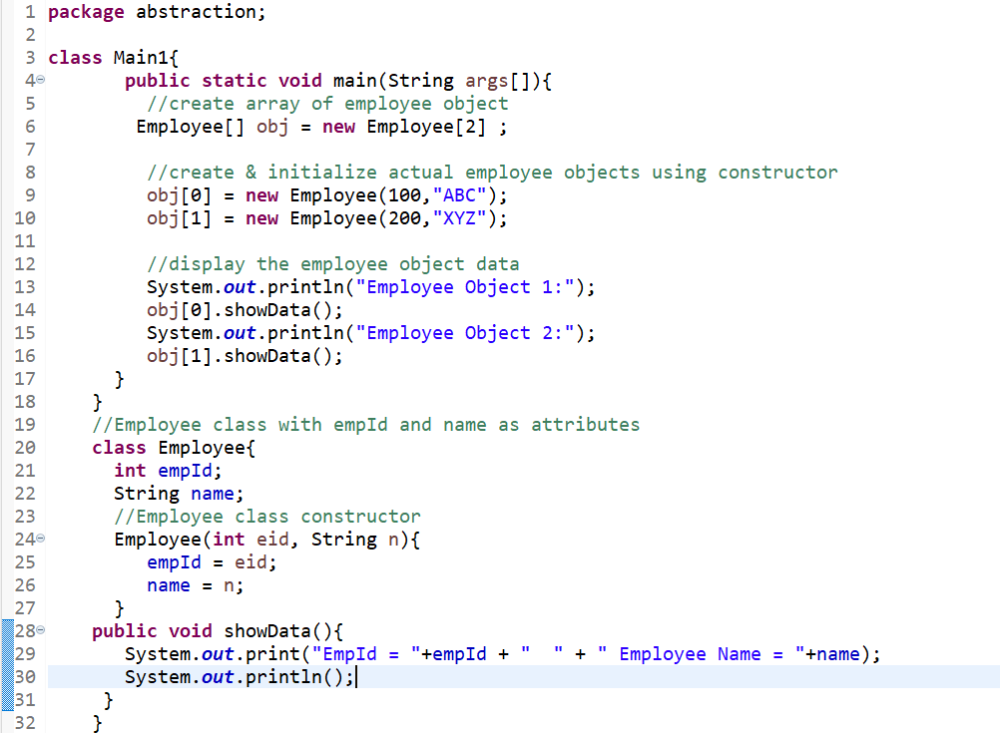 1 package abstraction;
2
3 class Main1{
4 public static void main(String args[]){
5 //create array of employee object
6 Employee[] obj = new Employee[2] ;
7
8 //create & initialize actual employee objects using constructor
9 obj[0] = new Employee(100,"ABC");
10 obj[1] = new Employee(200,"XYZ");
11
12 //display the employee object data
13 System.out.println("Employee Object 1:");
14 obj[0].showData();
15 System.out.println("Employee Object 2:");
16 obj[1].showData();
17 }
18 }
19 //Employee class with empId and name as attributes
20 class Employee{
21 int empId;
22 String name;
23 //Employee class constructor
24 Employee(int eid, String n){
25 empId = eid;
26 name = n;
27 }
28 public void showData(){
29 System.out.print("EmpId = "+empId + "  " + " Employee Name = "+name);
30 System.out.println();
31 }
32 }